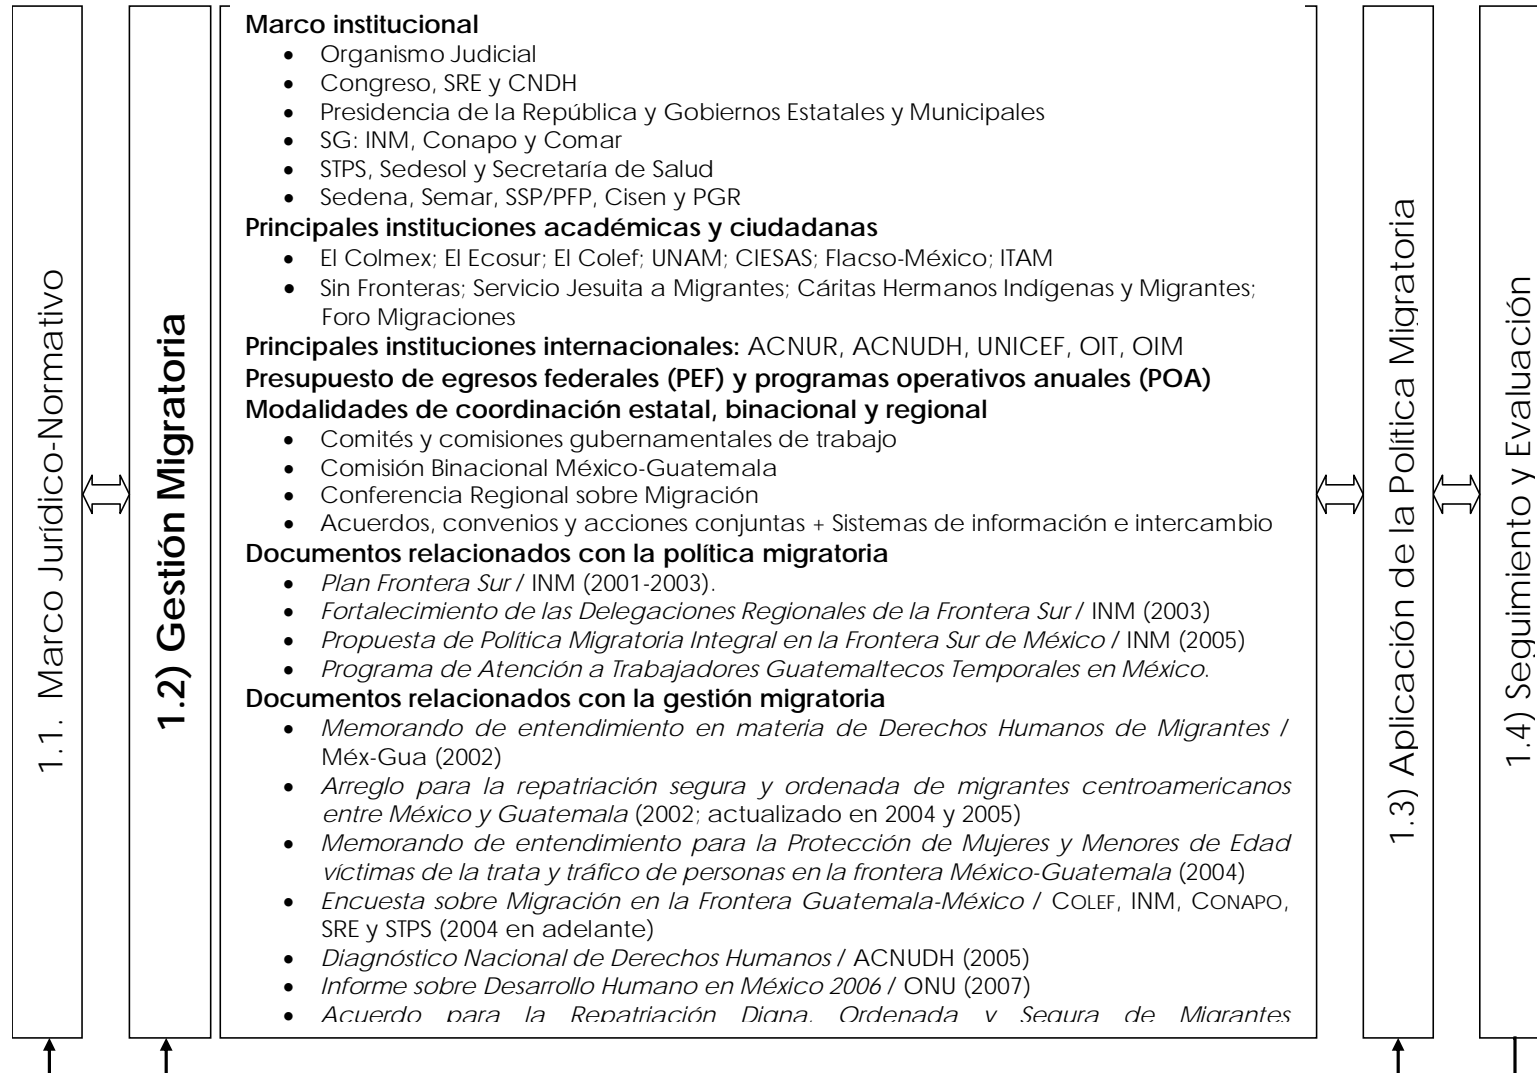 1.1. Marco Jurídico-Normativo
1.2) Gestión Migratoria
Marco institucional
• Organismo Judicial
• Congreso, SRE y CNDH
• Presidencia de la República y Gobiernos Estatales y Municipales
• SG: INM, Conapo y Comar
• STPS, Sedesol y Secretaría de Salud
• Sedena, Semar, SSP/PFP, Cisen y PGR
Principales instituciones académicas y ciudadanas
• El Colmex; El Ecosur; El Colef; UNAM; CIESAS; Flacso-México; ITAM
• Sin Fronteras; Servicio Jesuita a Migrantes; Cáritas Hermanos Indígenas y Migrantes;
Foro Migraciones
Principales instituciones internacionales: ACNUR, ACNUDH, UNICEF, OIT, OIM
Presupuesto de egresos federales (PEF) y programas operativos anuales (POA)
Modalidades de coordinación estatal, binacional y regional
• Comités y comisiones gubernamentales de trabajo
• Comisión Binacional México-Guatemala
• Conferencia Regional sobre Migración
• Acuerdos, convenios y acciones conjuntas + Sistemas de información e intercambio
Documentos relacionados con la política migratoria
• Plan Frontera Sur / INM (2001-2003).
• Fortalecimiento de las Delegaciones Regionales de la Frontera Sur / INM (2003)
• Propuesta de Política Migratoria Integral en la Frontera Sur de México / INM (2005)
• Programa de Atención a Trabajadores Guatemaltecos Temporales en México.
Documentos relacionados con la gestión migratoria
• Memorando de entendimiento en materia de Derechos Humanos de Migrantes /
Méx-Gua (2002)
• Arreglo para la repatriación segura y ordenada de migrantes centroamericanos
entre México y Guatemala (2002; actualizado en 2004 y 2005)
• Memorando de entendimiento para la Protección de Mujeres y Menores de Edad
víctimas de la trata y tráfico de personas en la frontera México-Guatemala (2004)
• Encuesta sobre Migración en la Frontera Guatemala-México / COLEF, INM, CONAPO,
SRE y STPS (2004 en adelante)
• Diagnóstico Nacional de Derechos Humanos / ACNUDH (2005)
• Informe sobre Desarrollo Humano en México 2006 / ONU (2007)
• Acuerdo para la Repatriación Digna, Ordenada y Segura de Migrantes
1.3) Aplicación de la Política Migratoria
1.4) Seguimiento y Evaluación